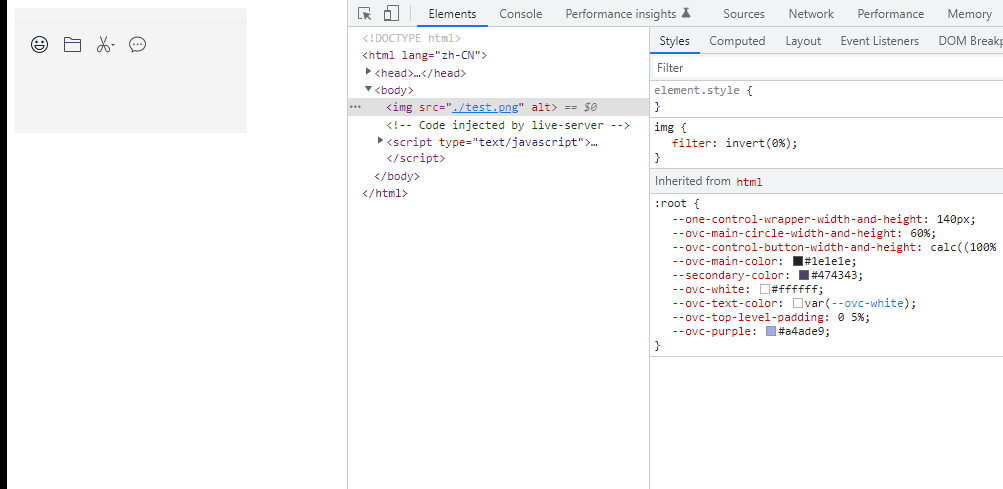 Elements Console Performance insights Sources Network Performance Memory
<!DOCTYPE html>
<html lang="zh-CN">
<head>…</head>
<body>
<img src="./test.png" alt> == $0
<!-- Code injected by live-server -->
<script type="text/javascript">…
</script>
</body>
</html>
Styles Computed Layout Event Listeners DOM Breakp
Filter
element.style {
}
img {
filter: invert(0%);
}
Inherited from html
:root {
--one-control-wrapper-width-and-height: 140px;
--ovc-main-circle-width-and-height: 60%;
--ovc-control-button-width-and-height: calc((100%
--ovc-main-color: #1e1e1e;
--secondary-color: #474343;
--ovc-white: #ffffff;
--ovc-text-color: var(--ovc-white);
--ovc-top-level-padding: 0 5%;
--ovc-purple: #a4ade9;
}